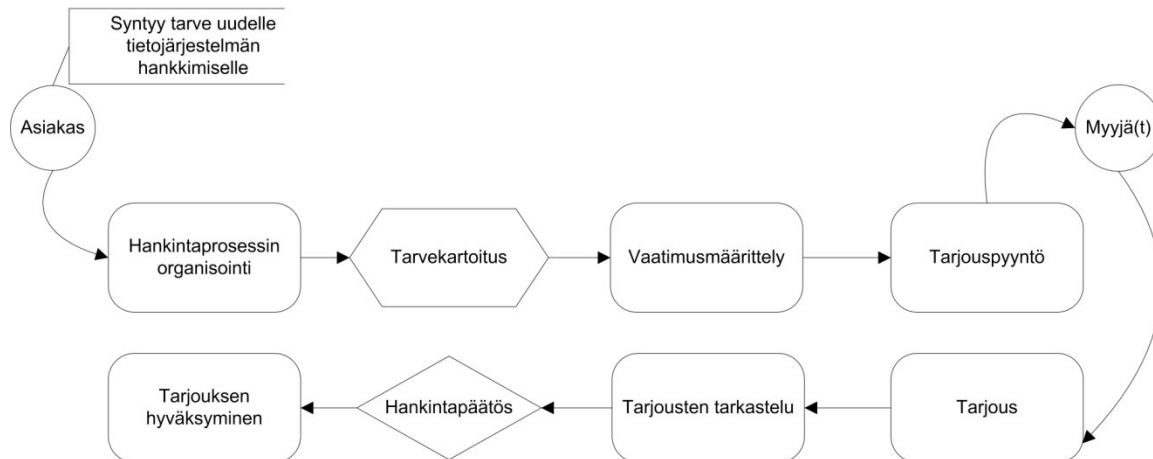 Syntyy tarve uudelle
tietojärjestelmän
hankkimiselle
Asiakas
Myyjä(t)
Hankintaprosessin
organisointi
Tarvekartoitus
Vaatimusmäärittely
Tarjouspyyntö
Tarjouksen
hyväksyminen
Hankintapäätös
Tarjousten tarkastelu
Tarjous